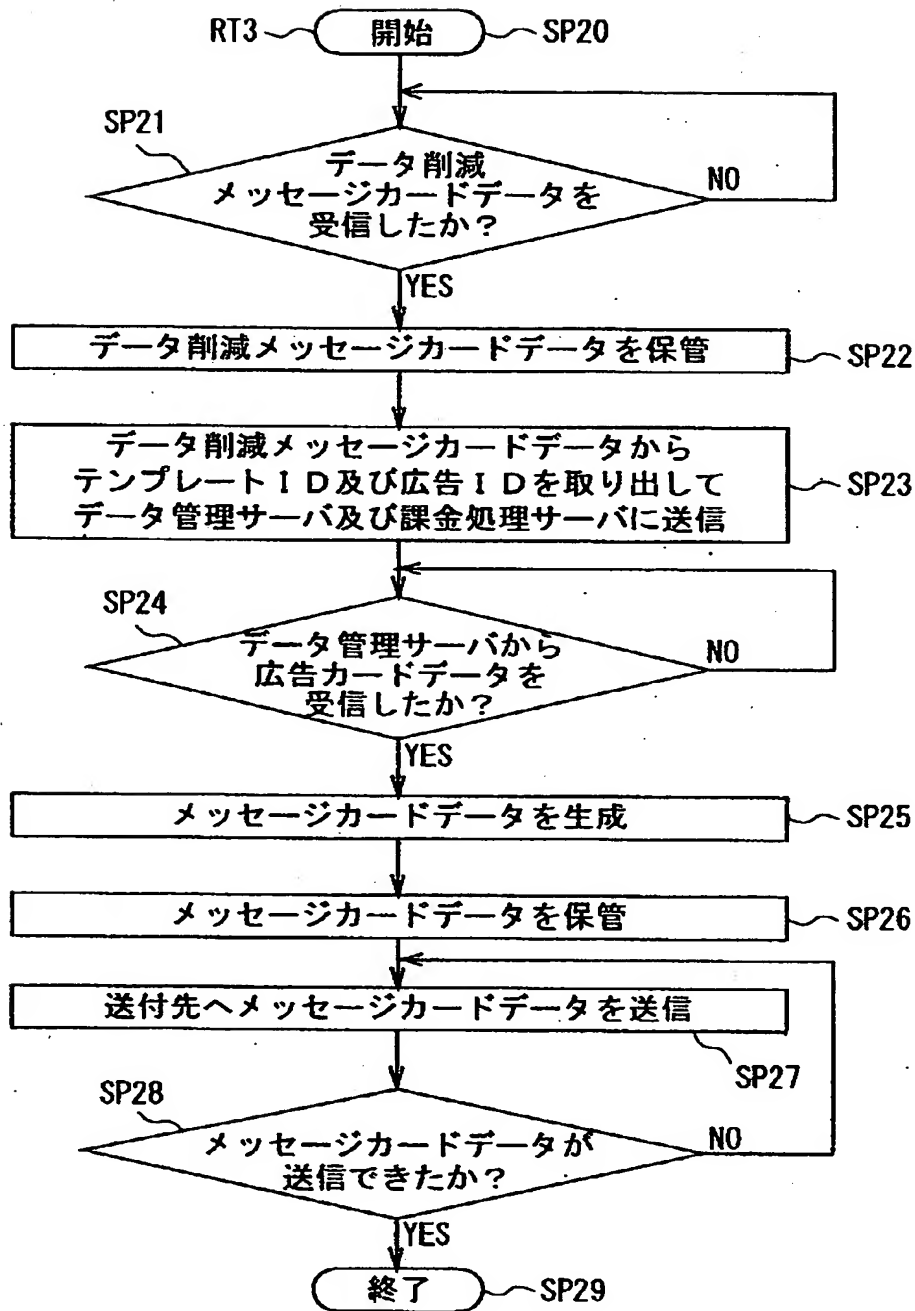 RT3 開始 SP20
SP21
データ削減
メッセージカードデータを
受信したか？
NO
YES
データ削減メッセージカードデータを保管
SP22
データ削減メッセージカードデータから
テンプレートＩＤ及び広告ＩＤを取り出して
データ管理サーバ及び課金処理サーバに送信
SP23
SP24
データ管理サーバから
広告カードデータを
受信したか？
NO
YES
メッセージカードデータを生成
SP25
メッセージカードデータを保管
SP26
送付先へメッセージカードデータを送信
SP27
SP28
メッセージカードデータが
送信できたか？
NO
YES
終了 SP29